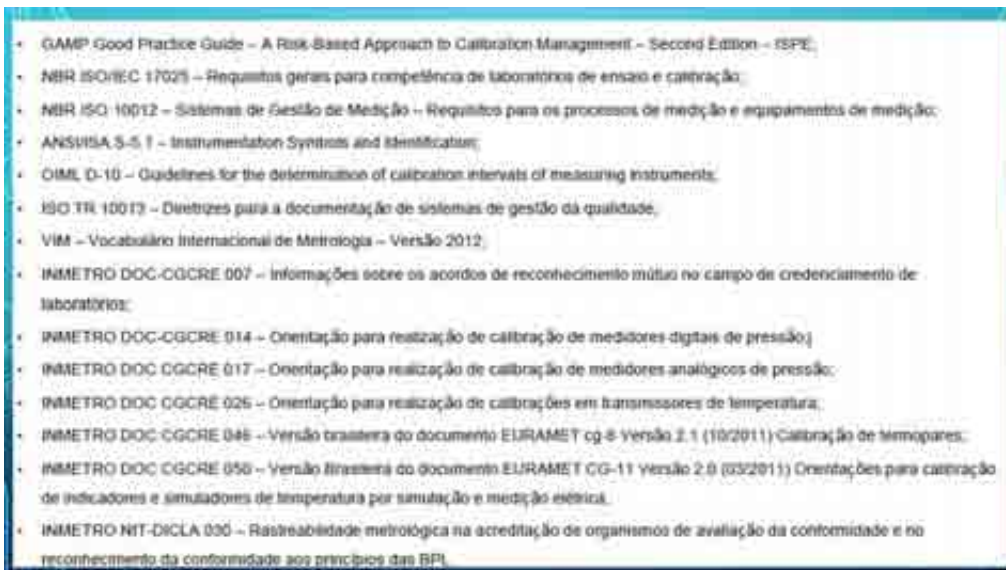 • GAMP Good Practice Guide – A Risk-Based Approach to Calibration Management – Second Edition – ISPE;
• NBR ISO/IEC 17025 – Requisitos gerais para competência de laboratórios de ensaio e calibração;
• NBR ISO 10012 – Sistemas de Gestão de Medição – Requisitos para os processos de medição e equipamentos de medição;
• ANSI/ISA S-5.1 – Instrumentation Symbols and Identification;
• OIML D-10 – Guidelines for the determination of calibration intervals of measuring instruments;
• ISO TR 10013 – Diretrizes para a documentação de sistemas de gestão da qualidade;
• VIM – Vocabulário Internacional de Metrologia – Versão 2012;
• INMETRO DOC-CGCRE 007 – Informações sobre os acordos de reconhecimento mútuo no campo de credenciamento de
laboratórios;
• INMETRO DOC-CGCRE 014 – Orientação para realização de calibração de medidores digitais de pressão;
• INMETRO DOC CGCRE 017 – Orientação para realização de calibração de medidores analógicos de pressão;
• INMETRO DOC CGCRE 026 – Orientação para realização de calibrações em transmissores de temperatura;
• INMETRO DOC CGCRE 046 – Versão brasileira do documento EURAMET cg-8 Versão 2.1 (10/2011) Calibração de termopares;
• INMETRO DOC CGCRE 050 – Versão Brasileira do documento EURAMET CG-11 Versão 2.0 (03/2011) Orientações para calibração
de indicadores e simuladores de temperatura por simulação e medição elétrica;
• INMETRO NIT-DICLA 030 – Rastreabilidade metrológica na acreditação de organismos de avaliação da conformidade e no
reconhecimento da conformidade aos princípios das BPL